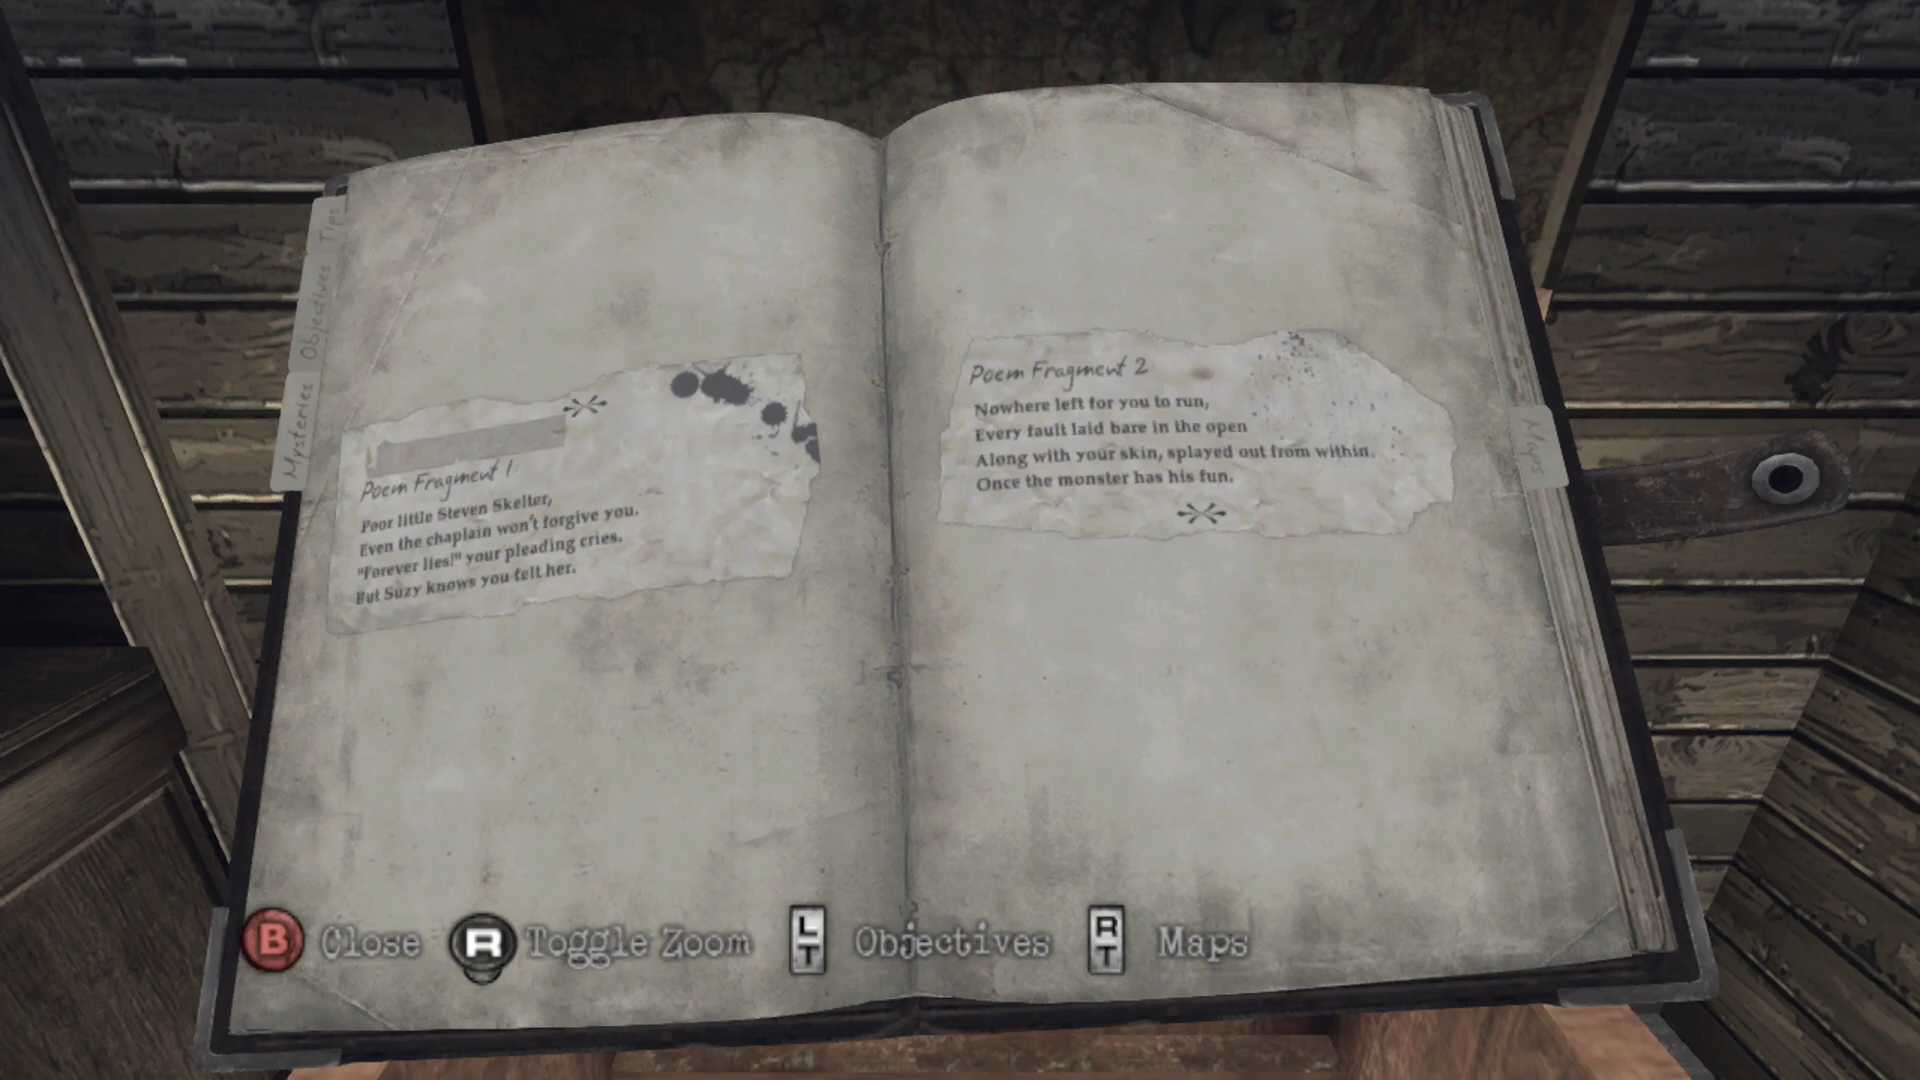 Tips
Objectives
Mysteries
Poem Fragment 1
Poor little Steven Skelter,
Even the chaplain won't forgive you.
"Forever lies!" your pleading cries.
But Suzy knows you felt her.
Poem Fragment 2
Nowhere left for you to run,
Every fault laid bare in the open
Along with your skin, splayed out from within.
Once the monster has his fun.
Maps
B Close R Toggle Zoom LT Objectives RT Maps